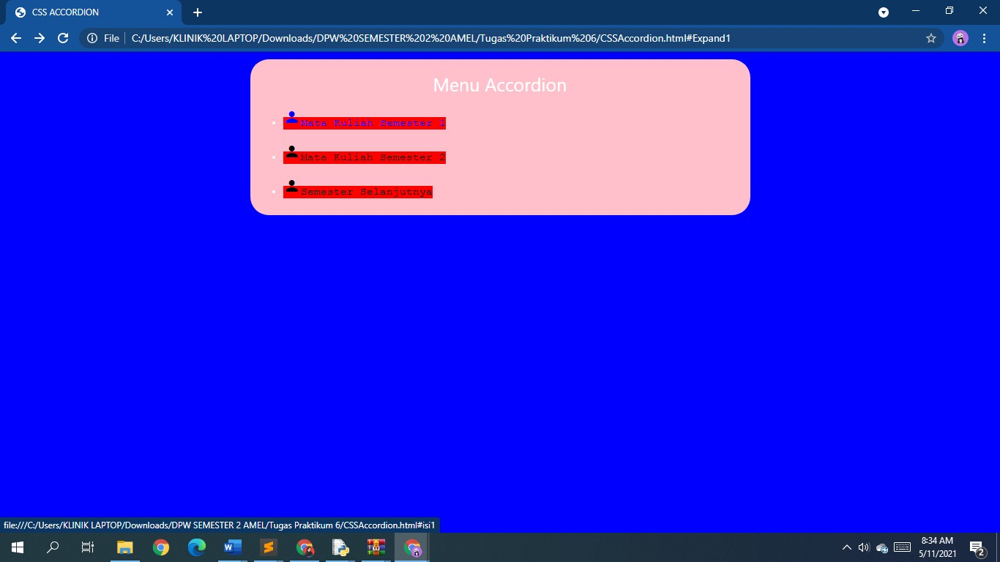 CSS ACCORDION
File
C:/Users/KLINIK%20LAPTOP/Downloads/DPW%20SEMESTER%202%20AMEL/Tugas%20Praktikum%206/CSSAccordion.html#Expand1
Menu Accordion
Mata Kuliah Semester 1
Mata Kuliah Semester 2
Semester Selanjutnya
file:///C:/Users/KLINIK LAPTOP/Downloads/DPW SEMESTER 2 AMEL/Tugas Praktikum 6/CSSAccordion.html#isi1
8:34 AM
5/11/2021
2